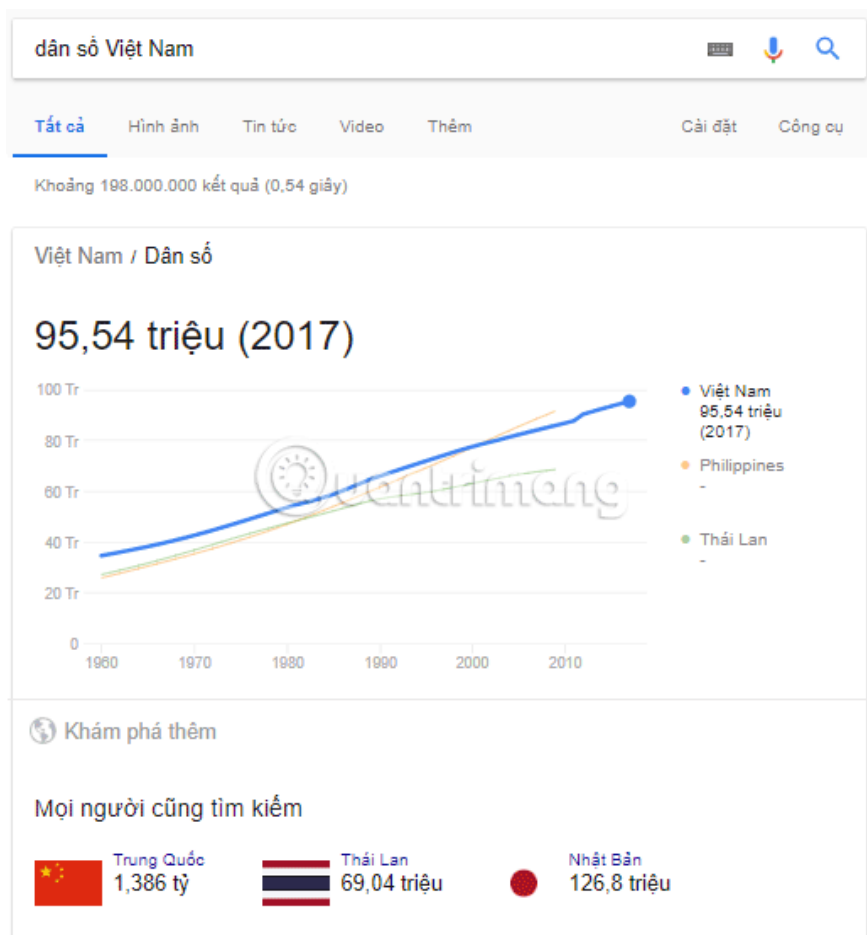 dân số Việt Nam
Tất cả Hình ảnh Tin tức Video Thêm Cài đặt Công cụ
Khoảng 198.000.000 kết quả (0,54 giây)
Việt Nam / Dân số
95,54 triệu (2017)
100 Tr
80 Tr
60 Tr
40 Tr
20 Tr
0
1960 1970 1980 1990 2000 2010
Việt Nam
95,54 triệu
(2017)
Philippines
-
Thái Lan
-
Quantrimang
Khám phá thêm
Mọi người cũng tìm kiếm
Trung Quốc
1,386 tỷ
Thái Lan
69,04 triệu
Nhật Bản
126,8 triệu